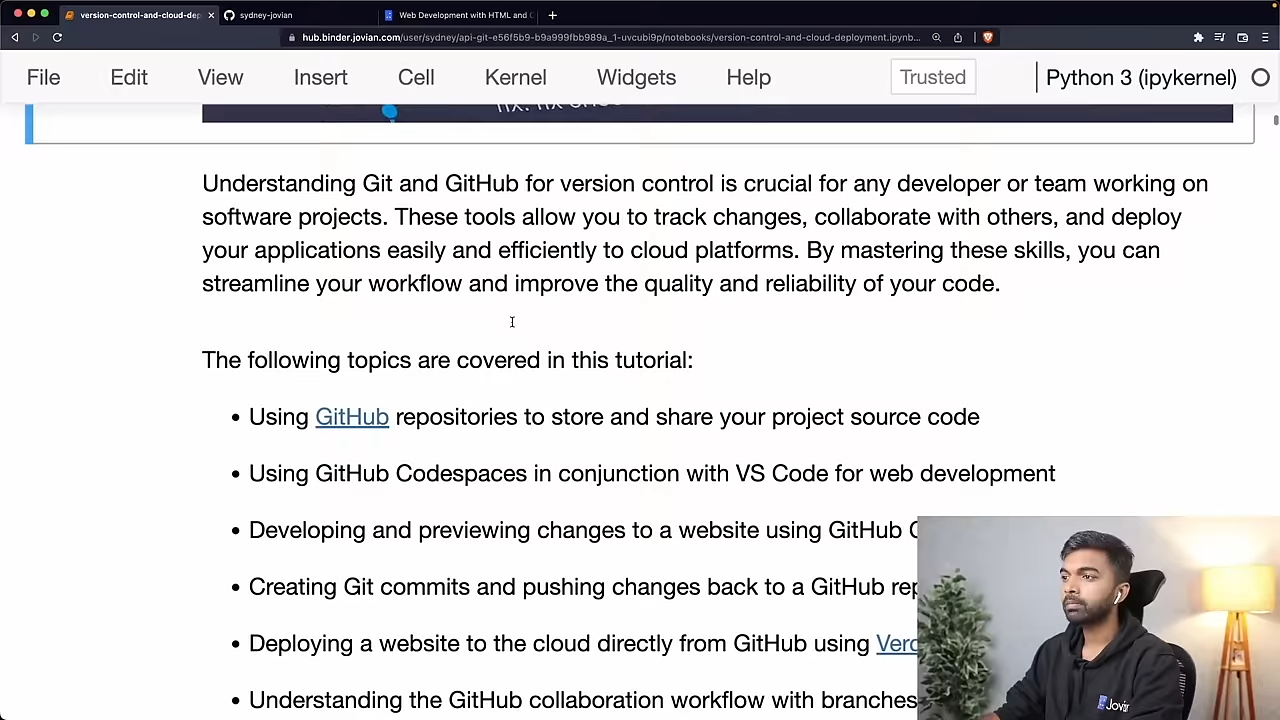 version-control-and-cloud-dep
sydney-jovian
Web Development with HTML and C
hub.binder.jovian.com/user/sydney/api-git-e56f5b9-b9a999fbb989a_1-uvcubi9p/notebooks/version-control-and-cloud-deployment.ipynb...
File Edit View Insert Cell Kernel Widgets Help Trusted Python 3 (ipykernel)
Understanding Git and GitHub for version control is crucial for any developer or team working on
software projects. These tools allow you to track changes, collaborate with others, and deploy
your applications easily and efficiently to cloud platforms. By mastering these skills, you can
streamline your workflow and improve the quality and reliability of your code.
The following topics are covered in this tutorial:
• Using GitHub repositories to store and share your project source code
• Using GitHub Codespaces in conjunction with VS Code for web development
• Developing and previewing changes to a website using GitHub C
• Creating Git commits and pushing changes back to a GitHub rep
• Deploying a website to the cloud directly from GitHub using Verc
• Understanding the GitHub collaboration workflow with branches
Jovian